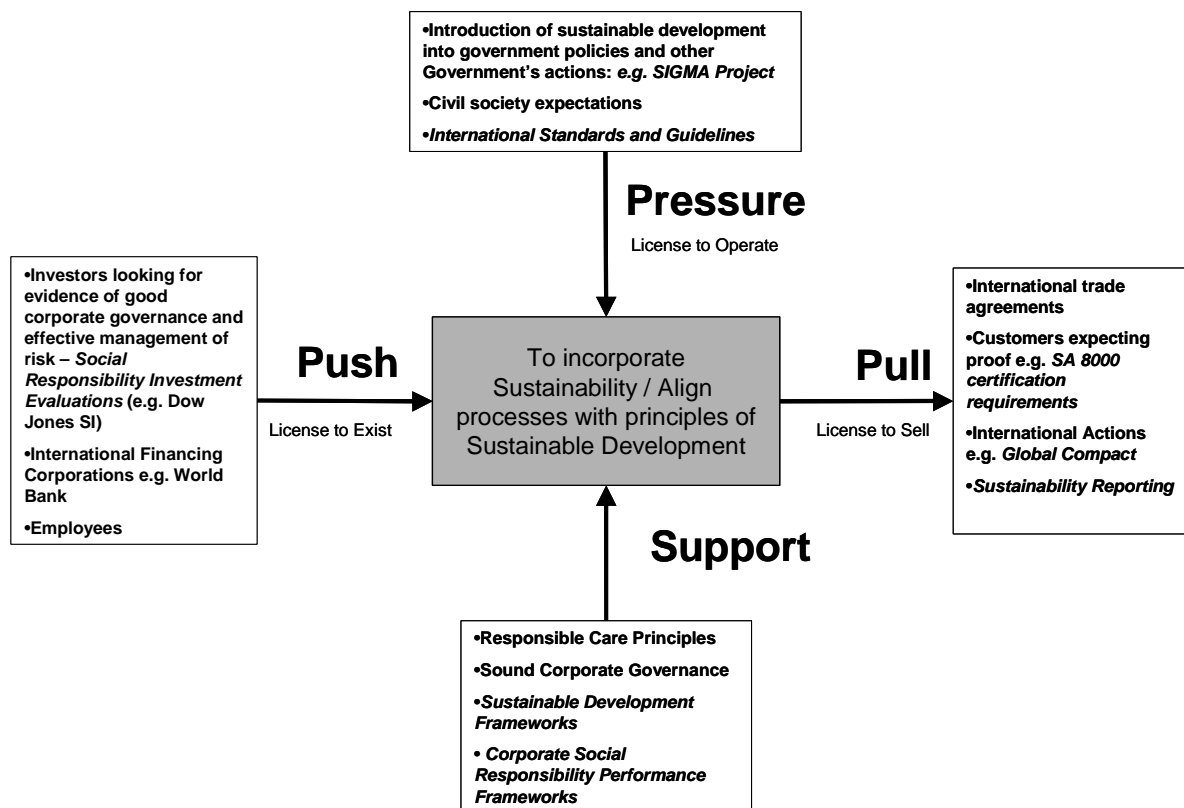 •Introduction of sustainable development
into government policies and other
Government’s actions: e.g. SIGMA Project
•Civil society expectations
•International Standards and Guidelines
Pressure
License to Operate
•Investors looking for
evidence of good
corporate governance and
effective management of
risk – Social
Responsibility Investment
Evaluations (e.g. Dow
Jones SI)
•International Financing
Corporations e.g. World
Bank
•Employees
Push
License to Exist
To incorporate
Sustainability / Align
processes with principles of
Sustainable Development
Pull
License to Sell
•International trade
agreements
•Customers expecting
proof e.g. SA 8000
certification
requirements
•International Actions
e.g. Global Compact
•Sustainability Reporting
Support
•Responsible Care Principles
•Sound Corporate Governance
•Sustainable Development
Frameworks
• Corporate Social
Responsibility Performance
Frameworks